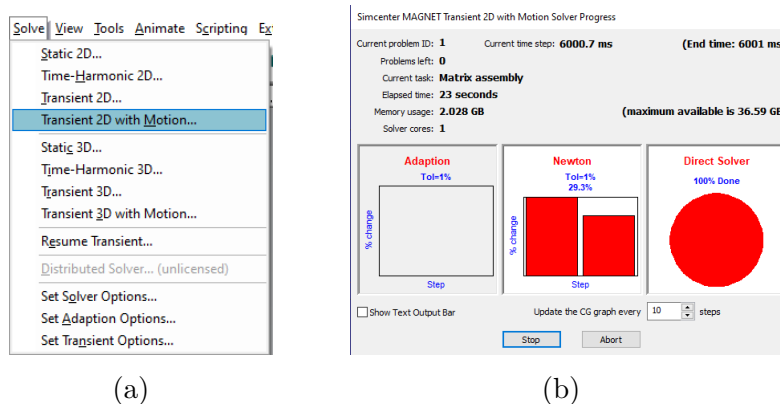 Solve View Tools Animate Scripting Ex
Static 2D...
Time-Harmonic 2D...
Transient 2D...
Transient 2D with Motion...
Static 3D...
Time-Harmonic 3D...
Transient 3D...
Transient 3D with Motion...
Resume Transient...
Distributed Solver... (unlicensed)
Set Solver Options...
Set Adaption Options...
Set Transient Options...
(a)
Simcenter MAGNET Transient 2D with Motion Solver Progress
Current problem ID: 1 Current time step: 6000.7 ms (End time: 6001 ms)
Problems left: 0
Current task: Matrix assembly
Elapsed time: 23 seconds
Memory usage: 2.028 GB (maximum available is 36.59 GB
Solver cores: 1
Adaption
Tol=1%
% change
Step
Newton
Tol=1%
29.3%
% change
Step
Direct Solver
100% Done
Show Text Output Bar Update the CG graph every 10 steps
Stop Abort
(b)